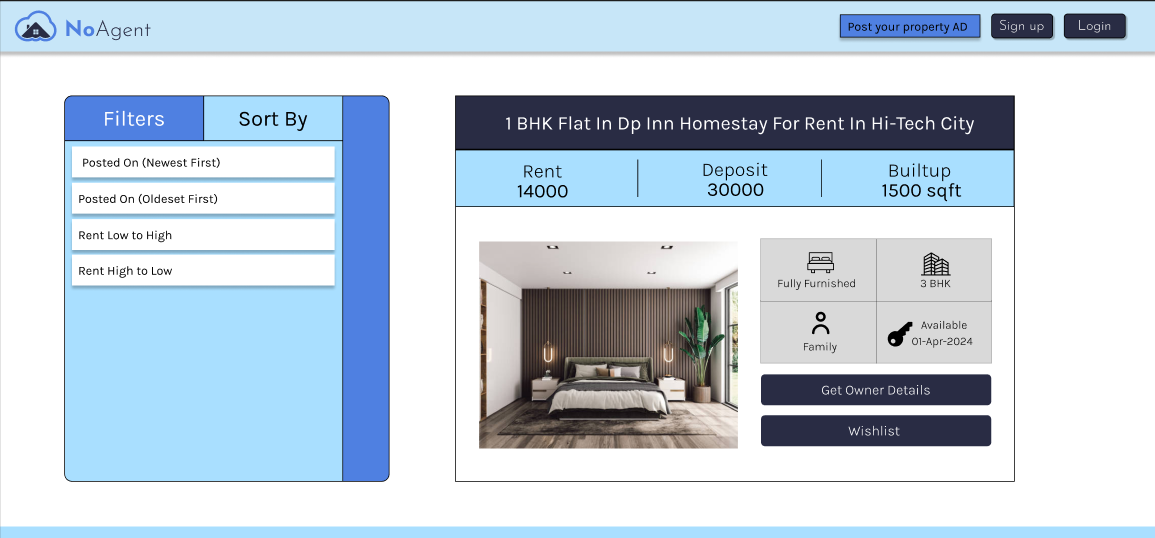 NoAgent
Post your property AD
Sign up
Login
Filters
Sort By
Posted On (Newest First)
Posted On (Oldeset First)
Rent Low to High
Rent High to Low
1 BHK Flat In Dp Inn Homestay For Rent In Hi-Tech City
Rent
14000
Deposit
30000
Builtup
1500 sqft
Fully Furnished
3 BHK
Family
Available
01-Apr-2024
Get Owner Details
Wishlist